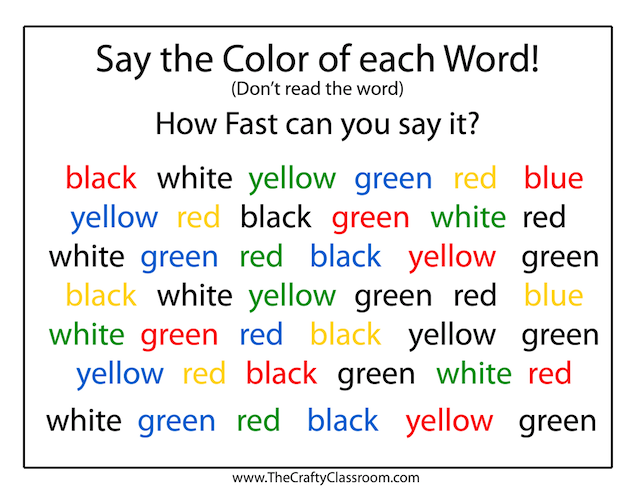 Say the Color of each Word!
(Don't read the word)
How Fast can you say it?
black white yellow green red blue
yellow red black green white red
white green red black yellow green
black white yellow green red blue
white green red black yellow green
yellow red black green white red
white green red black yellow green
www.TheCraftyClassroom.com